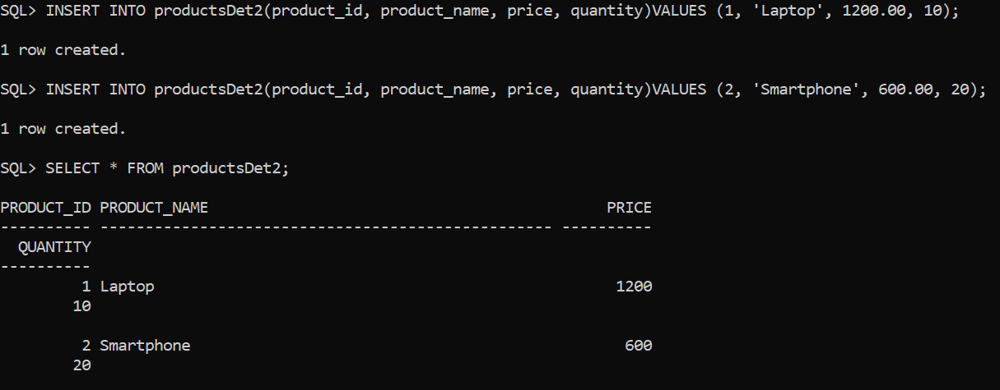 SQL> INSERT INTO productsDet2(product_id, product_name, price, quantity)VALUES (1, 'Laptop', 1200.00, 10);
1 row created.
SQL> INSERT INTO productsDet2(product_id, product_name, price, quantity)VALUES (2, 'Smartphone', 600.00, 20);
1 row created.
SQL> SELECT * FROM productsDet2;
PRODUCT_ID PRODUCT_NAME                                            PRICE
---------- -------------------------------------------------- ----------
  QUANTITY
----------
         1 Laptop                                                   1200
        10
         2 Smartphone                                                600
        20